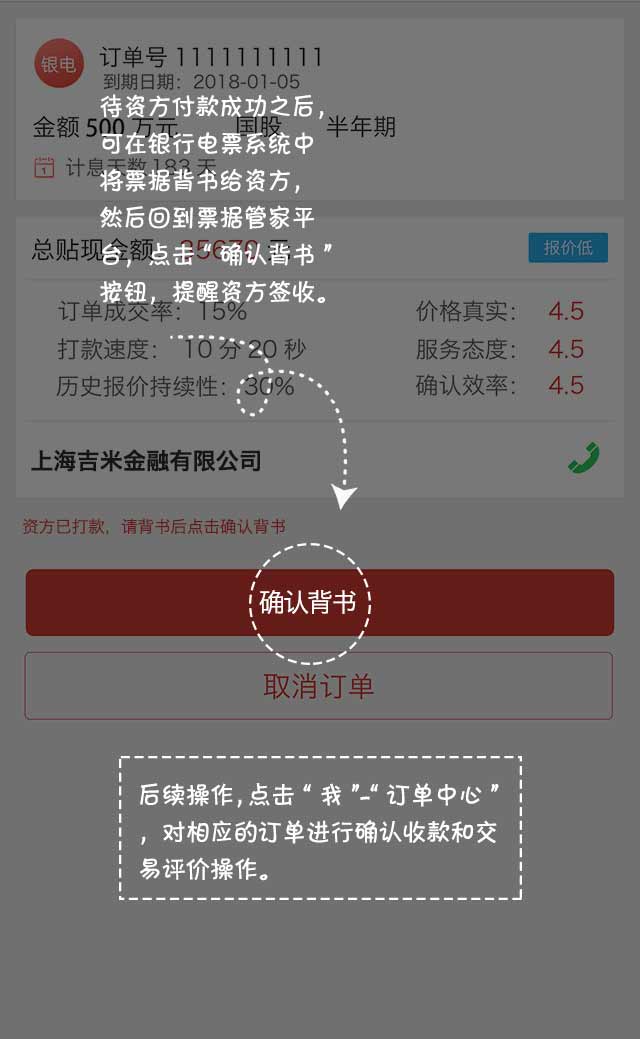 银电
订单号 1111111111
到期日期：2018-01-05
待资方付款成功之后，
金额 500 万元 国股 半年期
可在银行电票系统中
计息天数 183 天
将票据背书给资方，
然后回到票据管家平
总贴现金额 元 报价低
台，点击“确认背书”
按钮，提醒资方签收。
订单成交率：15% 价格真实：4.5
打款速度：10 分 20 秒 服务态度：4.5
历史报价持续性：30% 确认效率：4.5
上海吉米金融有限公司
资方已打款，请背书后点击确认背书
确认背书
取消订单
后续操作,点击“我”-“订单中心”
，对相应的订单进行确认收款和交
易评价操作。